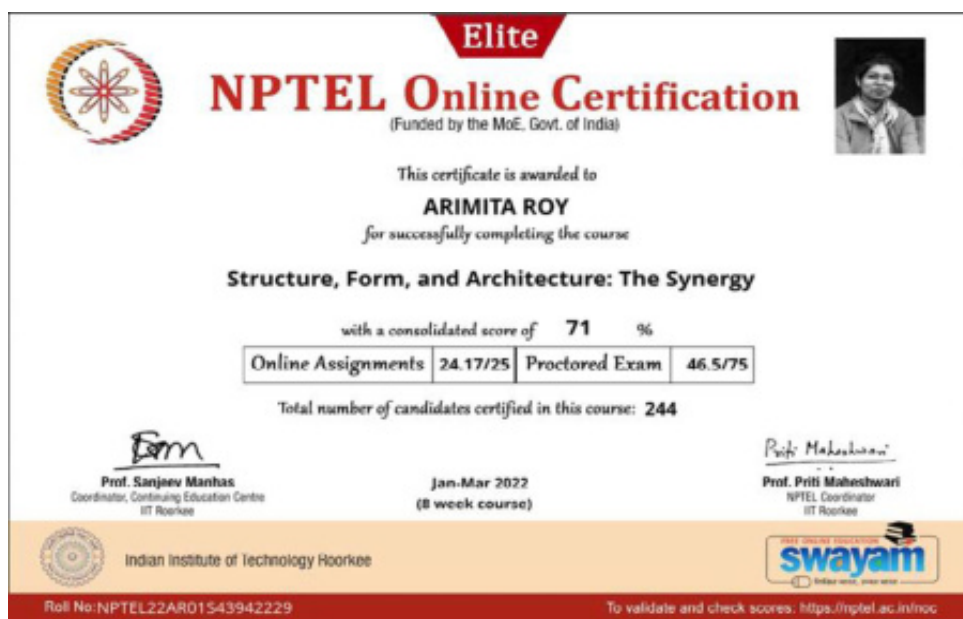 Elite
NPTEL Online Certification
(Funded by the MoE, Govt. of India)
This certificate is awarded to
ARIMITA ROY
for successfully completing the course
Structure, Form, and Architecture: The Synergy
with a consolidated score of 71 %
Online Assignments 24.17/25 Proctored Exam 46.5/75
Total number of candidates certified in this course: 244
Priti Maheshwari
Prof. Sanjeev Manhas
Coordinator, Continuing Education Centre
IIT Roorkee
Jan-Mar 2022
(8 week course)
Prof. Priti Maheshwari
NPTEL Coordinator
IIT Roorkee
Indian Institute of Technology Roorkee
FREE ONLINE EDUCATION
swayam
Roll No:NPTEL22AR01S43942229
To validate and check scores: https://nptel.ac.in/noc